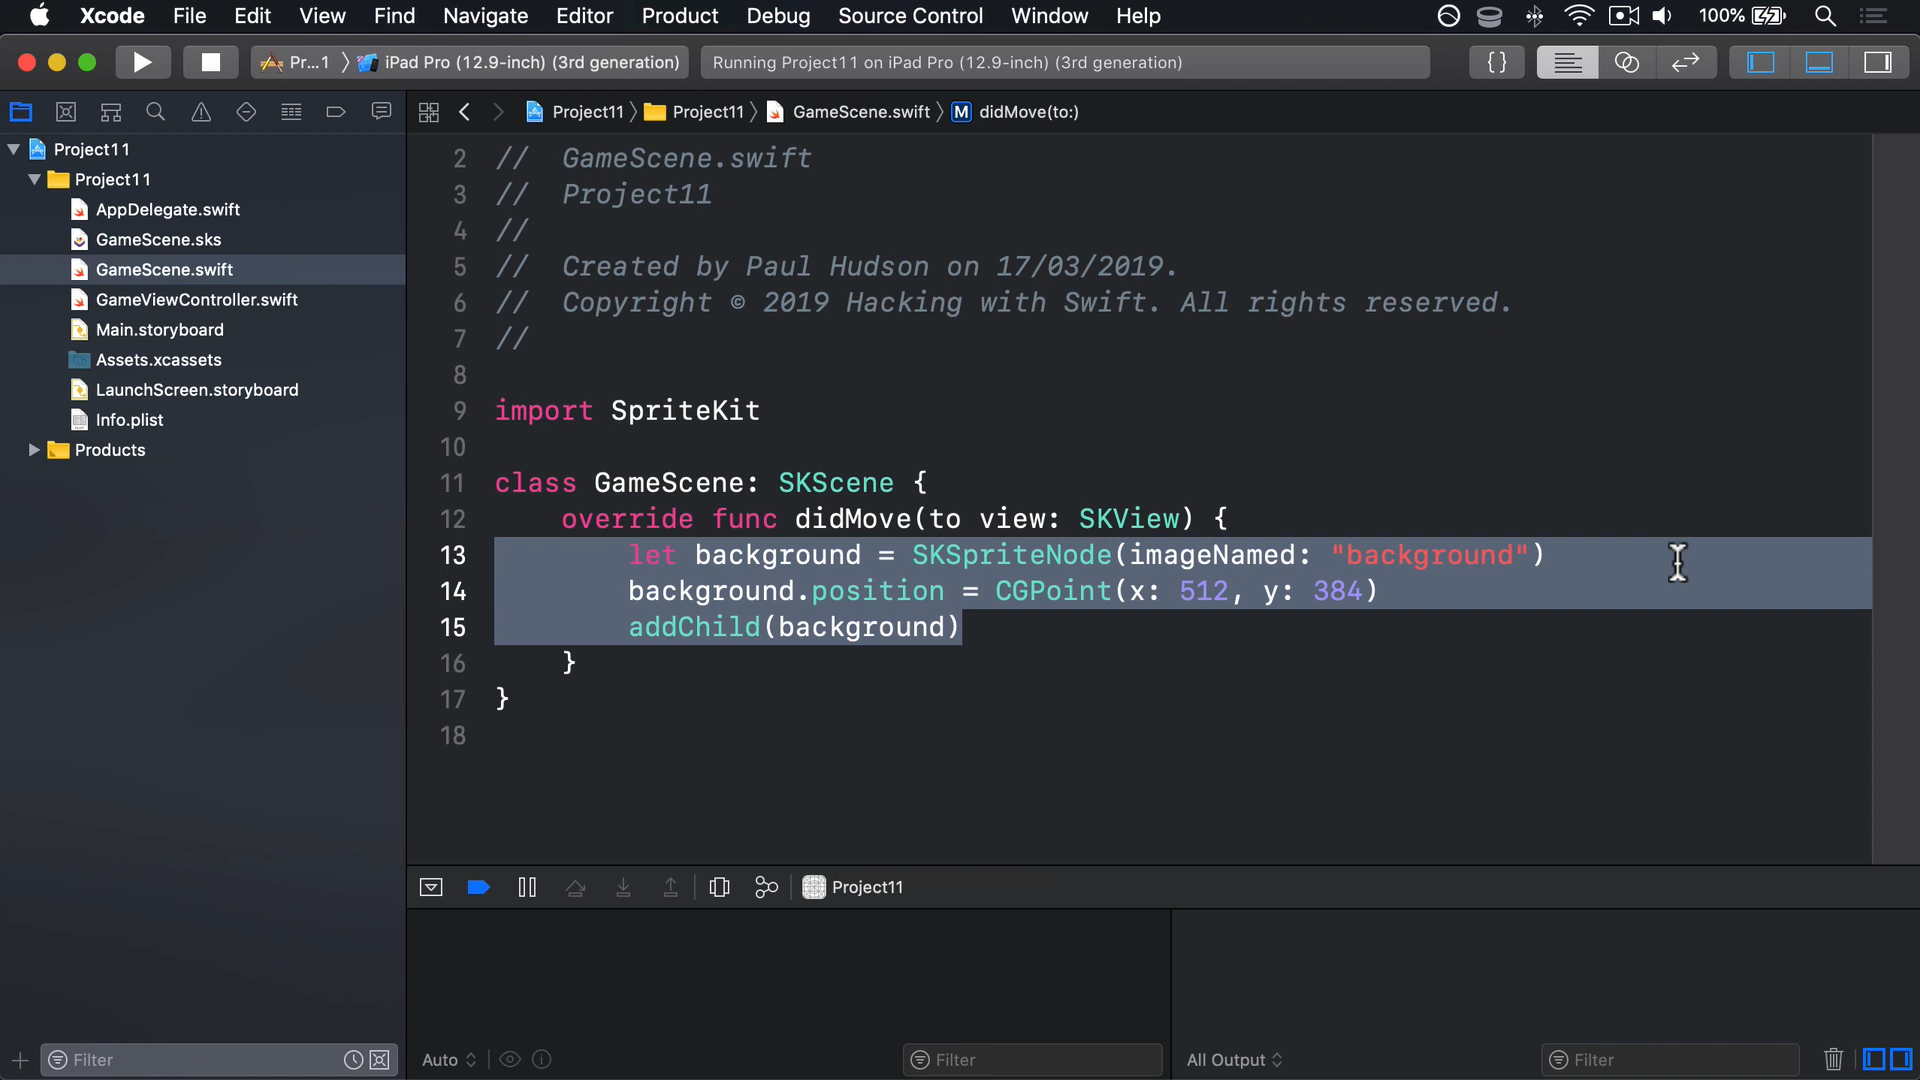 Xcode File Edit View Find Navigate Editor Product Debug Source Control Window Help 100%
Pr...1 iPad Pro (12.9-inch) (3rd generation) Running Project11 on iPad Pro (12.9-inch) (3rd generation) {}
Project11 Project11 GameScene.swift M didMove(to:)
Project11
Project11
AppDelegate.swift
GameScene.sks
GameScene.swift
GameViewController.swift
Main.storyboard
Assets.xcassets
LaunchScreen.storyboard
Info.plist
Products
2 //  GameScene.swift
3 //  Project11
4 //
5 //  Created by Paul Hudson on 17/03/2019.
6 //  Copyright © 2019 Hacking with Swift. All rights reserved.
7 //
8
9 import SpriteKit
10
11 class GameScene: SKScene {
12     override func didMove(to view: SKView) {
13         let background = SKSpriteNode(imageNamed: "background")
14         background.position = CGPoint(x: 512, y: 384)
15         addChild(background)
16     }
17 }
18
Project11
Filter Auto Filter All Output Filter